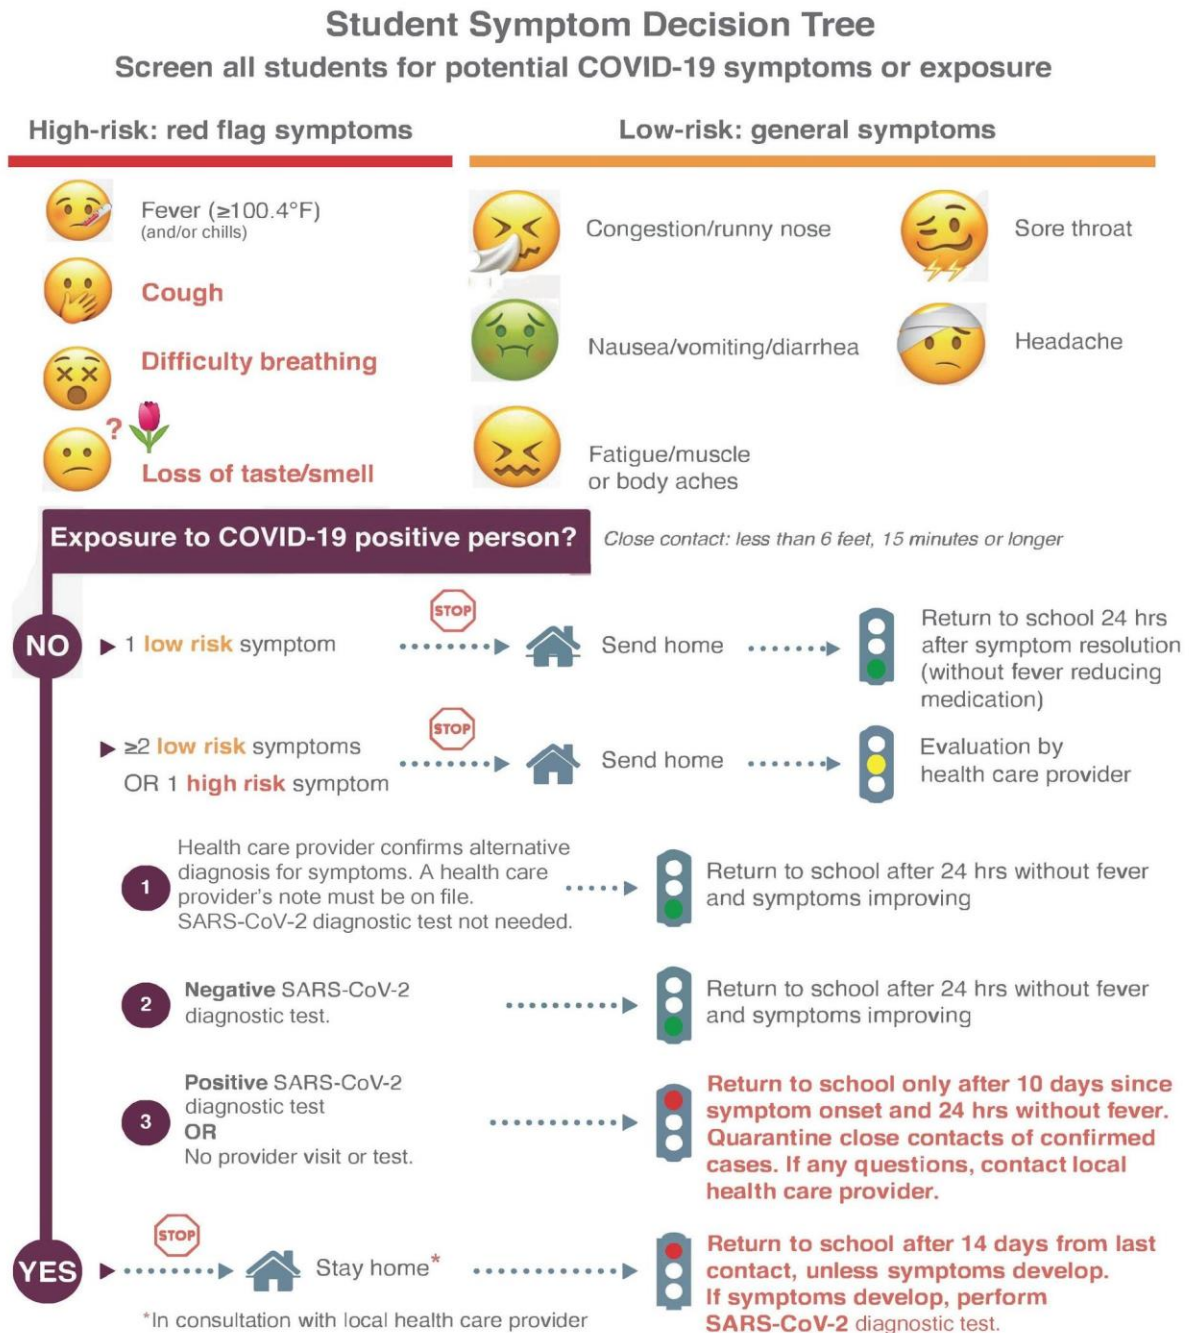 Student Symptom Decision Tree
Screen all students for potential COVID-19 symptoms or exposure
High-risk: red flag symptoms
Fever (≥100.4°F)
(and/or chills)
Cough
Difficulty breathing
?
Loss of taste/smell
Low-risk: general symptoms
Congestion/runny nose
Sore throat
Nausea/vomiting/diarrhea
Headache
Fatigue/muscle
or body aches
Exposure to COVID-19 positive person?
Close contact: less than 6 feet, 15 minutes or longer
NO
1 low risk symptom
STOP
Send home
Return to school 24 hrs
after symptom resolution
(without fever reducing
medication)
≥2 low risk symptoms
OR 1 high risk symptom
STOP
Send home
Evaluation by
health care provider
1
Health care provider confirms alternative
diagnosis for symptoms. A health care
provider's note must be on file.
SARS-CoV-2 diagnostic test not needed.
Return to school after 24 hrs without fever
and symptoms improving
2
Negative SARS-CoV-2
diagnostic test.
Return to school after 24 hrs without fever
and symptoms improving
3
Positive SARS-CoV-2
diagnostic test
OR
No provider visit or test.
Return to school only after 10 days since
symptom onset and 24 hrs without fever.
Quarantine close contacts of confirmed
cases. If any questions, contact local
health care provider.
YES
STOP
Stay home*
*In consultation with local health care provider
Return to school after 14 days from last
contact, unless symptoms develop.
If symptoms develop, perform
SARS-CoV-2 diagnostic test.